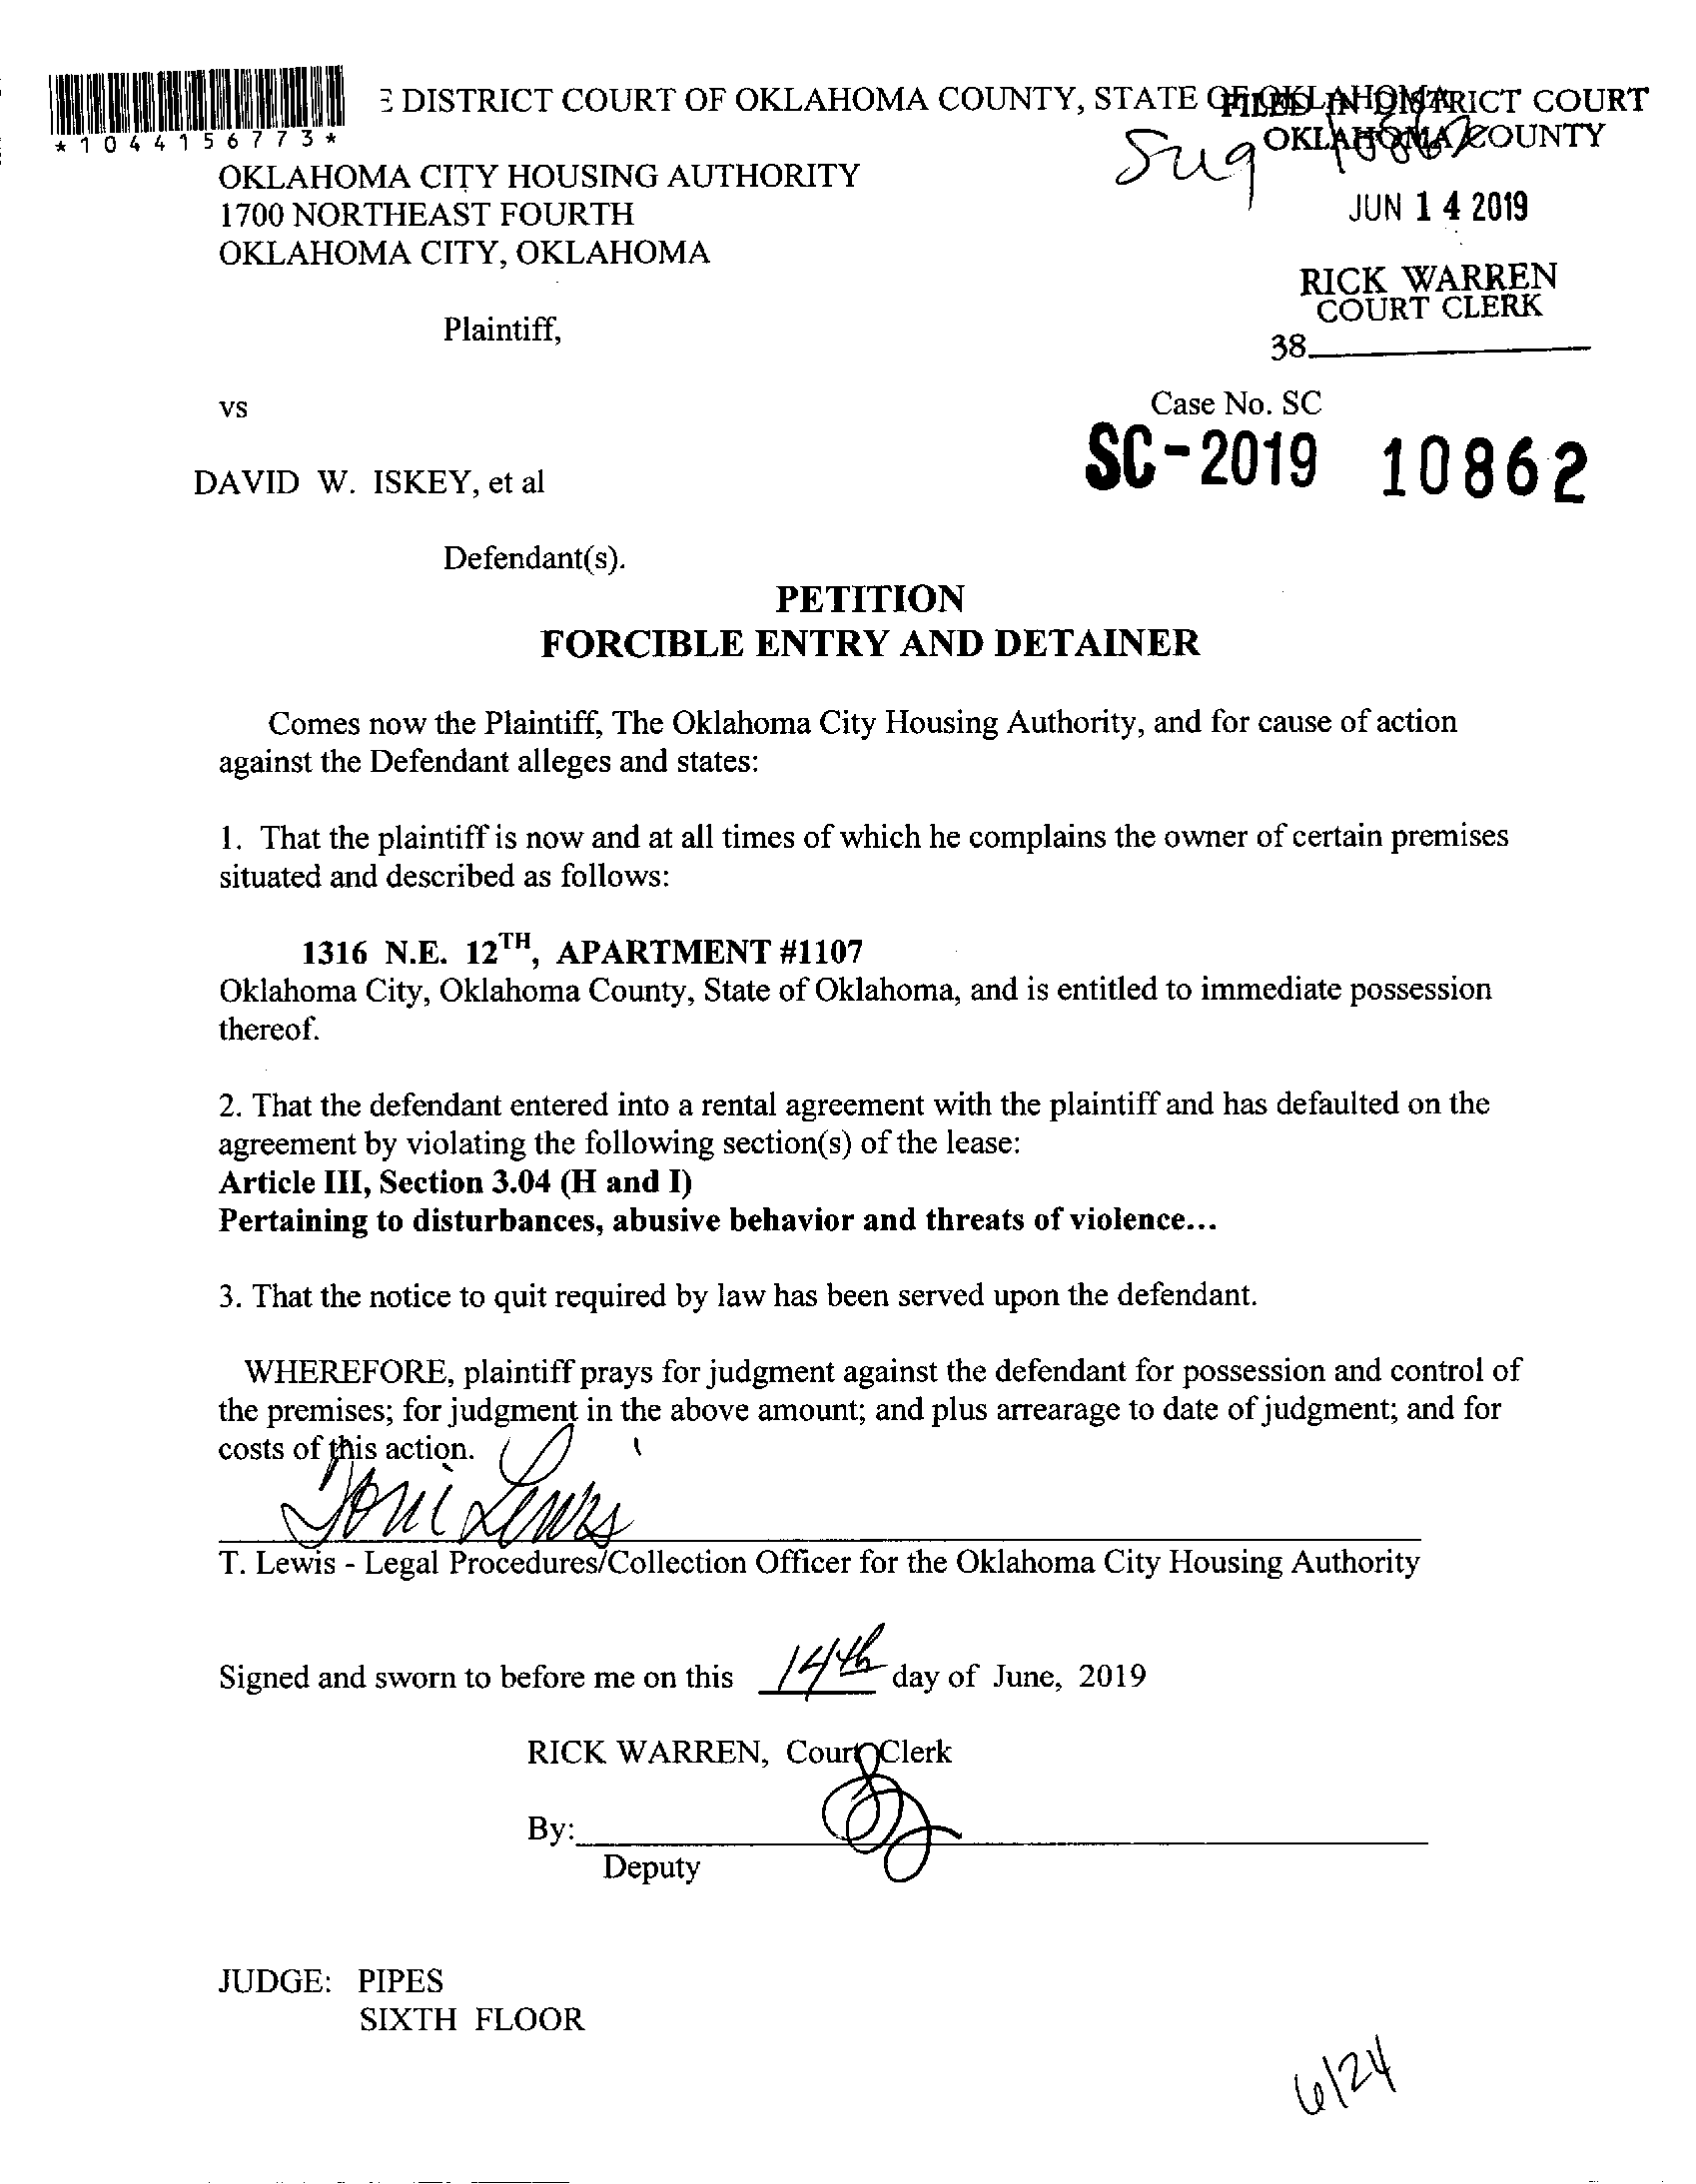 DISTRICT COURT OF OKLAHOMA COUNTY, STATE OF OKLAHOMA
FILED IN DISTRICT COURT
OKLAHOMA COUNTY
*1044156773*
10862
OKLAHOMA CITY HOUSING AUTHORITY
1700 NORTHEAST FOURTH
OKLAHOMA CITY, OKLAHOMA
JUN 14 2019
RICK WARREN
COURT CLERK
38
Plaintiff,
vs
Case No. SC
SC-2019 10862
DAVID W. ISKEY, et al
Defendant(s).
PETITION
FORCIBLE ENTRY AND DETAINER
Comes now the Plaintiff, The Oklahoma City Housing Authority, and for cause of action
against the Defendant alleges and states:
1. That the plaintiff is now and at all times of which he complains the owner of certain premises
situated and described as follows:
1316 N.E. 12TH, APARTMENT #1107
Oklahoma City, Oklahoma County, State of Oklahoma, and is entitled to immediate possession
thereof.
2. That the defendant entered into a rental agreement with the plaintiff and has defaulted on the
agreement by violating the following section(s) of the lease:
Article III, Section 3.04 (H and I)
Pertaining to disturbances, abusive behavior and threats of violence...
3. That the notice to quit required by law has been served upon the defendant.
WHEREFORE, plaintiff prays for judgment against the defendant for possession and control of
the premises; for judgment in the above amount; and plus arrearage to date of judgment; and for
costs of this action.
Toni Lewis
T. Lewis - Legal Procedures/Collection Officer for the Oklahoma City Housing Authority
Signed and sworn to before me on this 14th day of June, 2019
RICK WARREN, Court Clerk
By:
Deputy
JUDGE: PIPES
SIXTH FLOOR
6/24